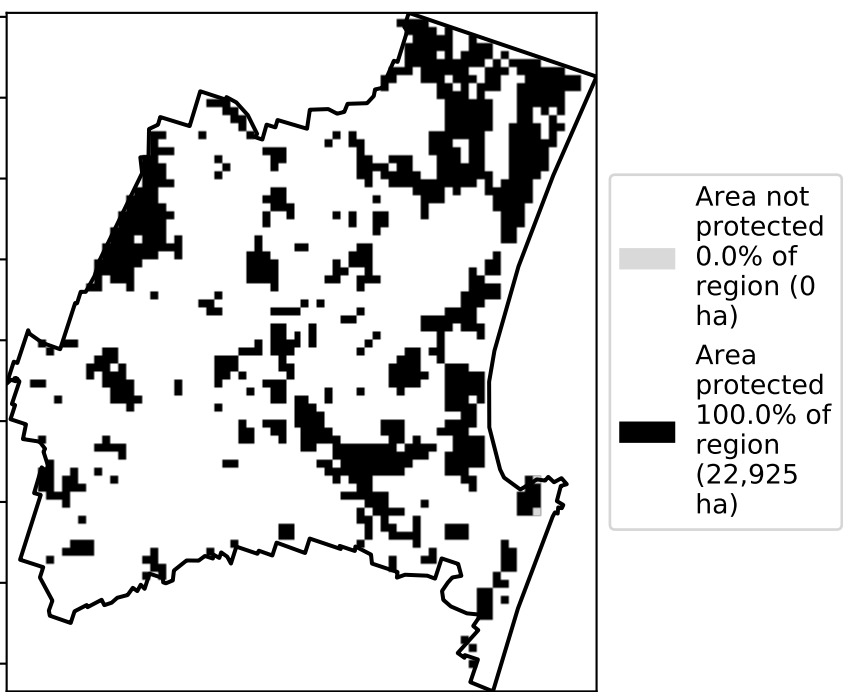 Area not
protected
0.0% of
region (0
ha)
Area
protected
100.0% of
region
(22,925
ha)